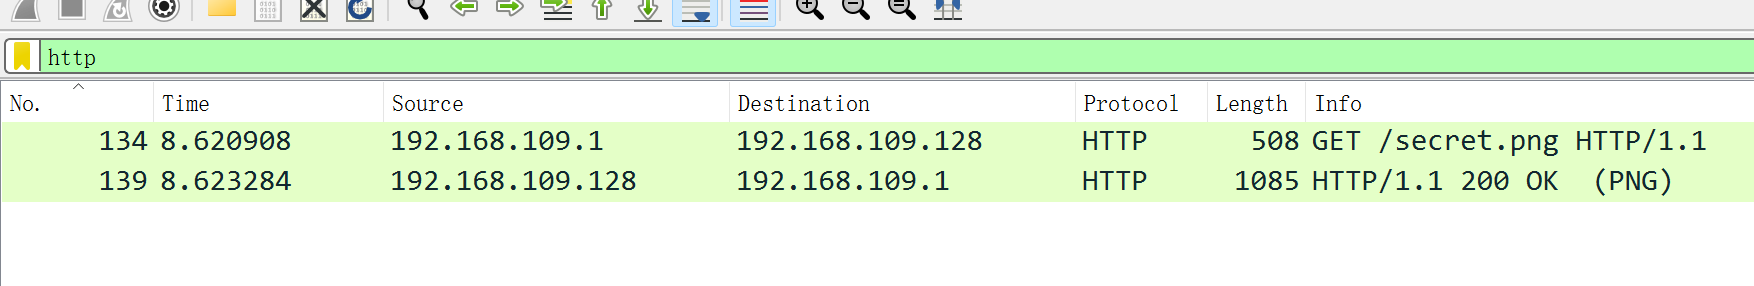 http
No. Time Source Destination Protocol Length Info
134 8.620908 192.168.109.1 192.168.109.128 HTTP 508 GET /secret.png HTTP/1.1
139 8.623284 192.168.109.128 192.168.109.1 HTTP 1085 HTTP/1.1 200 OK (PNG)